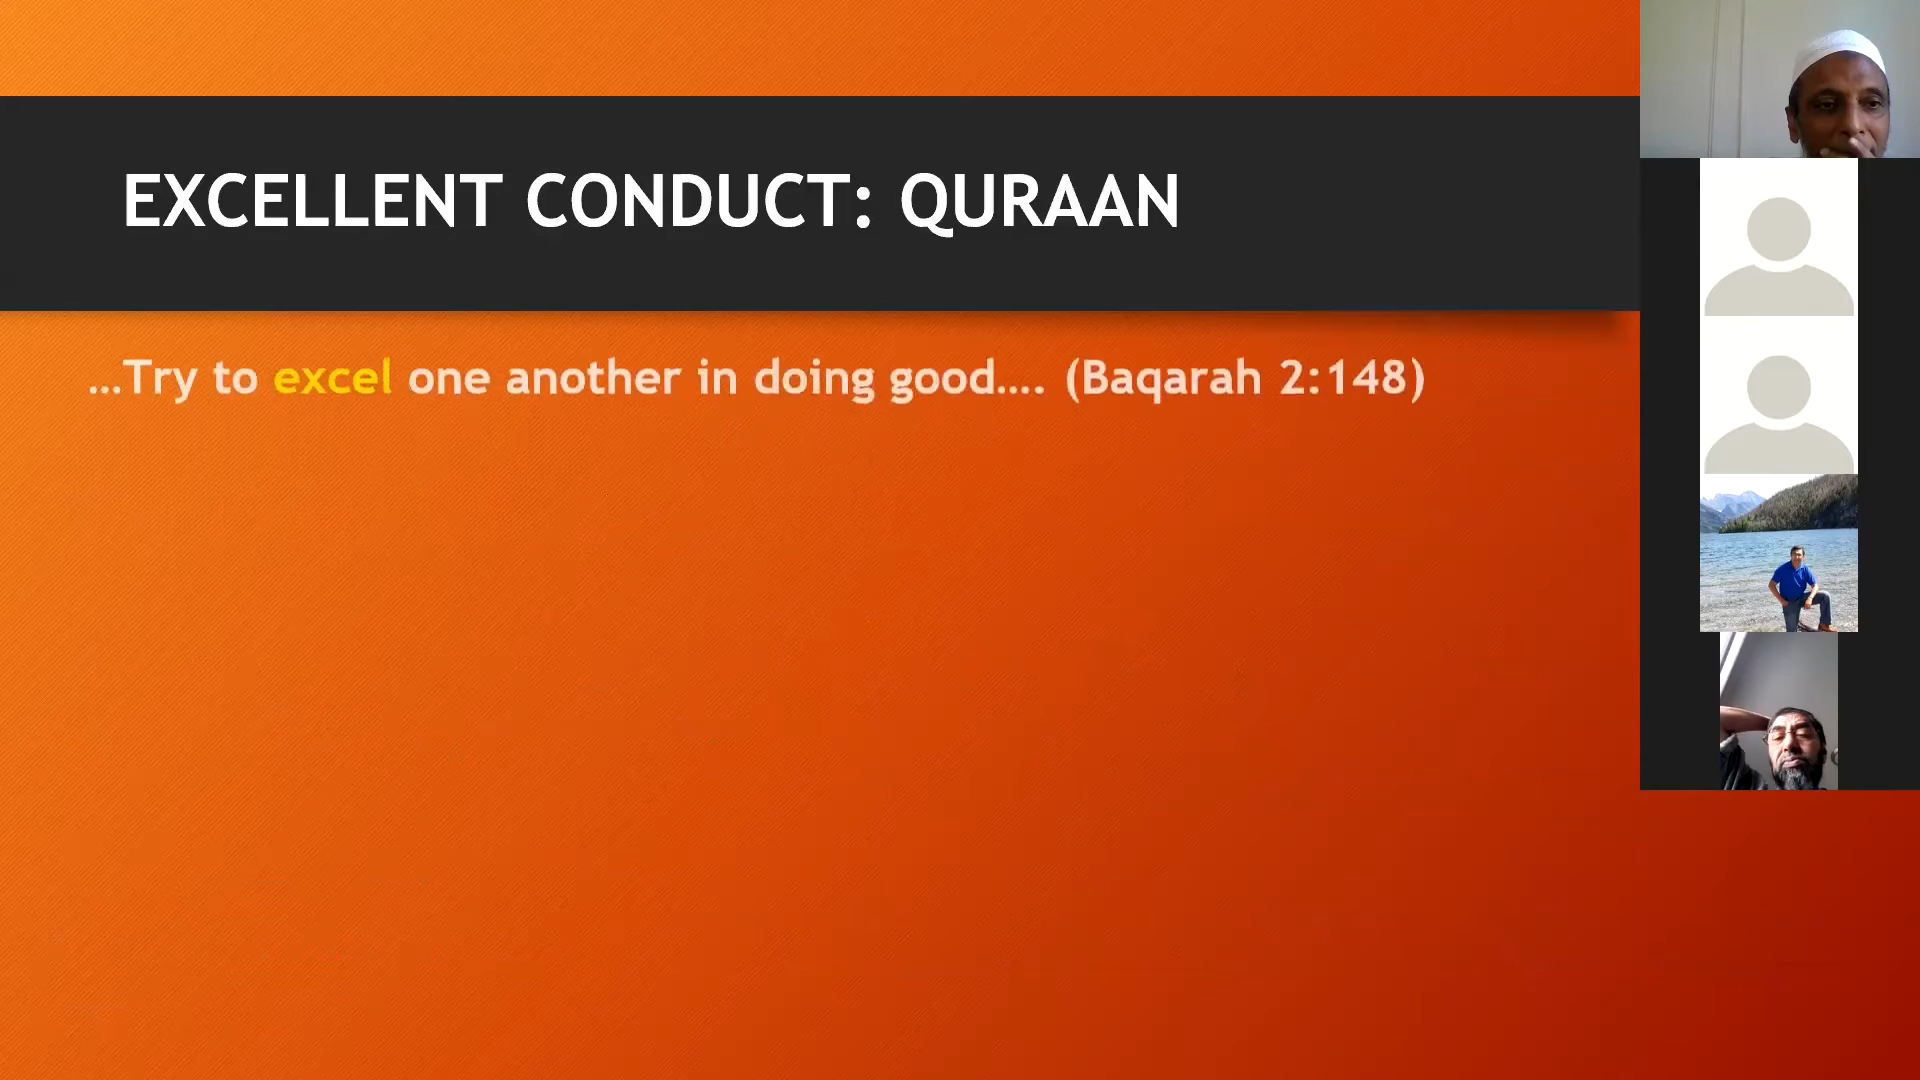 EXCELLENT CONDUCT: QURAAN
...Try to excel one another in doing good.... (Baqarah 2:148)